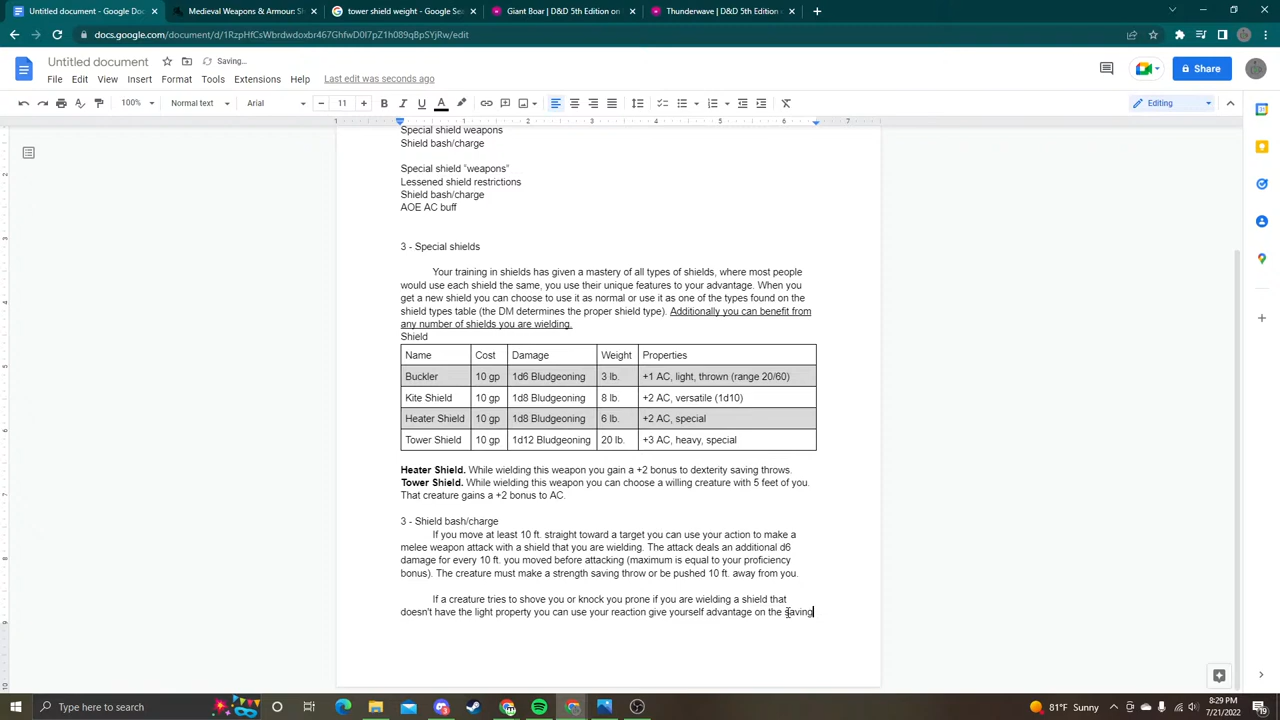 Untitled document - Google Doc
Medieval Weapons & Armour: Sh
tower shield weight - Google Sea
Giant Boar | D&D 5th Edition on
Thunderwave | D&D 5th Edition
docs.google.com/document/d/1RzpHfCsWbrdwdoxbr467GhfwD0I7pZ1h089qBpSYjRw/edit
Untitled document
Saving...
File Edit View Insert Format Tools Extensions Help Last edit was seconds ago
Share
100% Normal text Arial 11 B I U A Editing
1 1 2 3 4 5 6 7
Special shield weapons
Shield bash/charge
Special shield "weapons"
Lessened shield restrictions
Shield bash/charge
AOE AC buff
3 - Special shields
Your training in shields has given a mastery of all types of shields, where most people
would use each shield the same, you use their unique features to your advantage. When you
get a new shield you can choose to use it as normal or use it as one of the types found on the
shield types table (the DM determines the proper shield type). Additionally you can benefit from
any number of shields you are wielding.
Shield
Name Cost Damage Weight Properties
Buckler 10 gp 1d6 Bludgeoning 3 lb. +1 AC, light, thrown (range 20/60)
Kite Shield 10 gp 1d8 Bludgeoning 8 lb. +2 AC, versatile (1d10)
Heater Shield 10 gp 1d8 Bludgeoning 6 lb. +2 AC, special
Tower Shield 10 gp 1d12 Bludgeoning 20 lb. +3 AC, heavy, special
Heater Shield. While wielding this weapon you gain a +2 bonus to dexterity saving throws.
Tower Shield. While wielding this weapon you can choose a willing creature with 5 feet of you.
That creature gains a +2 bonus to AC.
3 - Shield bash/charge
If you move at least 10 ft. straight toward a target you can use your action to make a
melee weapon attack with a shield that you are wielding. The attack deals an additional d6
damage for every 10 ft. you moved before attacking (maximum is equal to your proficiency
bonus). The creature must make a strength saving throw or be pushed 10 ft. away from you.
If a creature tries to shove you or knock you prone if you are wielding a shield that
doesn't have the light property you can use your reaction give yourself advantage on the saving
Type here to search
81°F
8:29 PM
7/21/2022
19